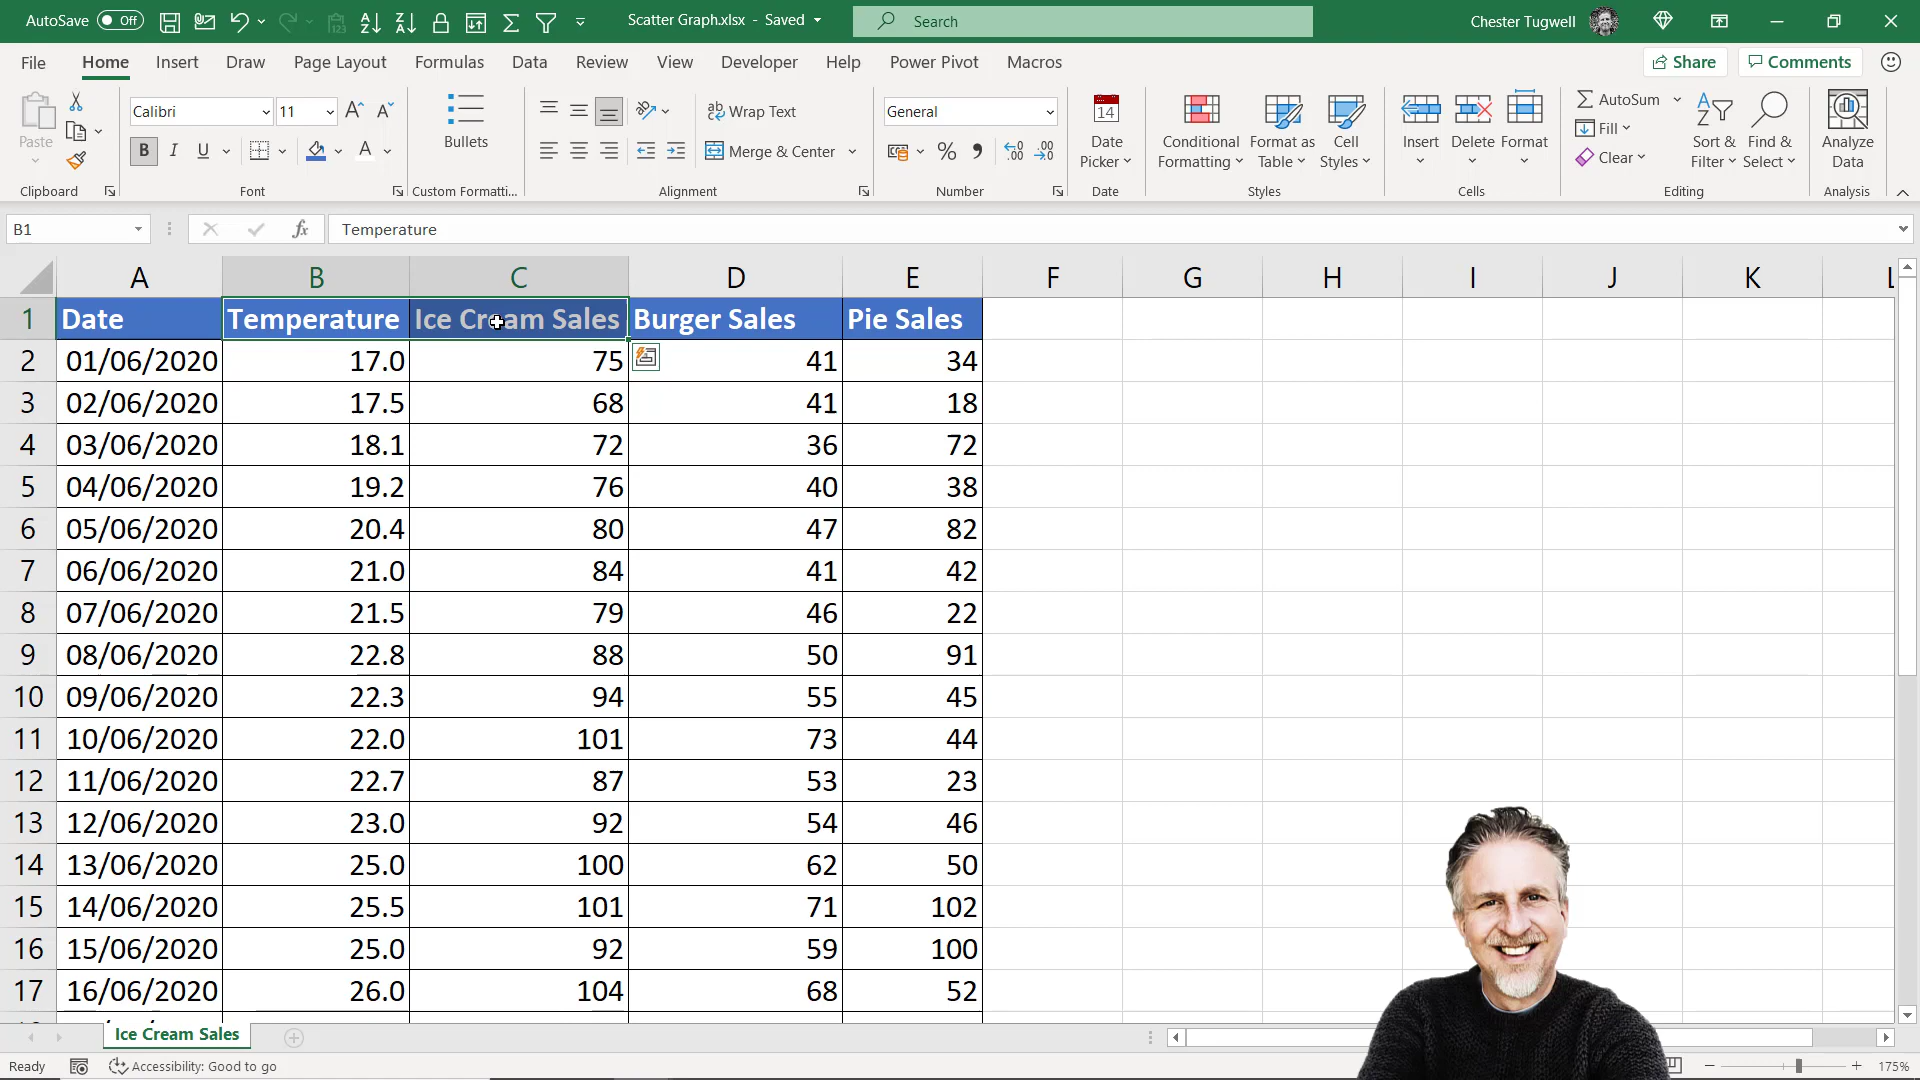 AutoSave Off Scatter Graph.xlsx - Saved Search Chester Tugwell
File Home Insert Draw Page Layout Formulas Data Review View Developer Help Power Pivot Macros Share Comments
Paste
Clipboard
Calibri 11
B I U A
Font
Bullets
Custom Formatti...
Wrap Text
Merge & Center
Alignment
General
%
Number
14
Date Picker
Date
Conditional Formatting
Format as Table
Cell Styles
Styles
Insert Delete Format
Cells
AutoSum
Fill
Clear
Sort & Filter
Find & Select
Editing
Analyze Data
Analysis
B1 fx Temperature
A B C D E F G H I J K L
1 Date Temperature Ice Cream Sales Burger Sales Pie Sales
2 01/06/2020 17.0 75 41 34
3 02/06/2020 17.5 68 41 18
4 03/06/2020 18.1 72 36 72
5 04/06/2020 19.2 76 40 38
6 05/06/2020 20.4 80 47 82
7 06/06/2020 21.0 84 41 42
8 07/06/2020 21.5 79 46 22
9 08/06/2020 22.8 88 50 91
10 09/06/2020 22.3 94 55 45
11 10/06/2020 22.0 101 73 44
12 11/06/2020 22.7 87 53 23
13 12/06/2020 23.0 92 54 46
14 13/06/2020 25.0 100 62 50
15 14/06/2020 25.5 101 71 102
16 15/06/2020 25.0 92 59 100
17 16/06/2020 26.0 104 68 52
Ice Cream Sales
Ready Accessibility: Good to go 175%